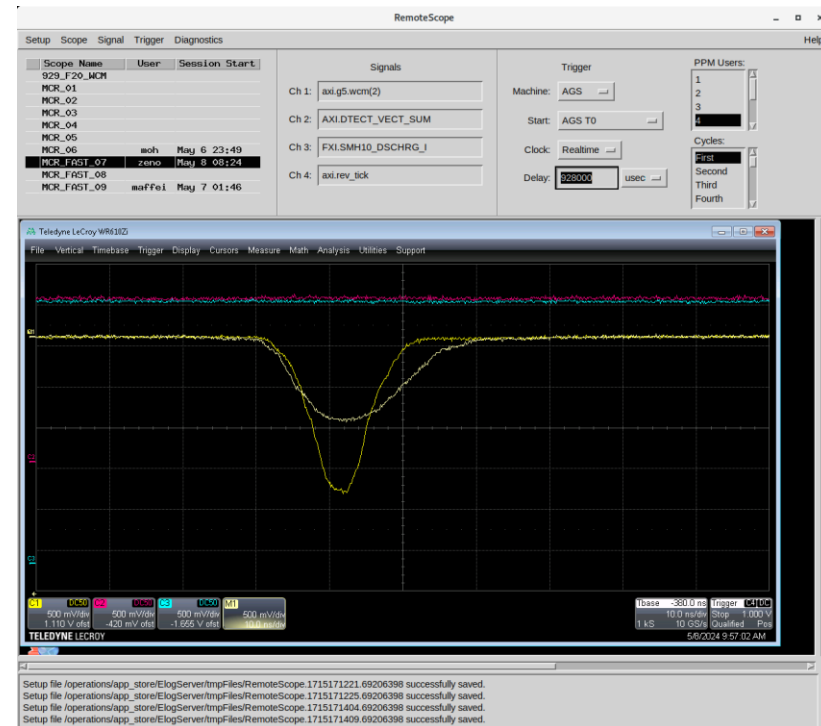 RemoteScope
Setup Scope Signal Trigger Diagnostics Help
Scope Name User Session Start
929_F20_WCM
MCR_01
MCR_02
MCR_03
MCR_04
MCR_05
MCR_06 moh May 6 23:49
MCR_FAST_07 zeno May 8 08:24
MCR_FAST_08
MCR_FAST_09 maffei May 7 01:46
Signals
Ch 1: axi.g5.wcm(2)
Ch 2: AXI.DTECT_VECT_SUM
Ch 3: FXI.SMH10_DSCHRG_I
Ch 4: axi.rev_tick
Trigger
Machine: AGS
Start: AGS T0
Clock: Realtime
Delay: 928000 usec
PPM Users:
1
2
3
4
Cycles:
First
Second
Third
Fourth
Teledyne LeCroy WR610Zi
File Vertical Timebase Trigger Display Cursors Measure Math Analysis Utilities Support
C1 DC50 C2 DC50 C3 DC50 M1
500 mV/div 500 mV/div 500 mV/div 500 mV/div
1.110 V ofst -420 mV ofst -1.655 V ofst 10.0 ns/div
Tbase -380.0 ns Trigger C4 DC
10.0 ns/div Stop 1.000 V
1 kS 10 GS/s Qualified Pos
TELEDYNE LECROY 5/8/2024 9:57:02 AM
Setup file /operations/app_store/ElogServer/tmpFiles/RemoteScope.1715171221.69206398 successfully saved.
Setup file /operations/app_store/ElogServer/tmpFiles/RemoteScope.1715171225.69206398 successfully saved.
Setup file /operations/app_store/ElogServer/tmpFiles/RemoteScope.1715171404.69206398 successfully saved.
Setup file /operations/app_store/ElogServer/tmpFiles/RemoteScope.1715171409.69206398 successfully saved.